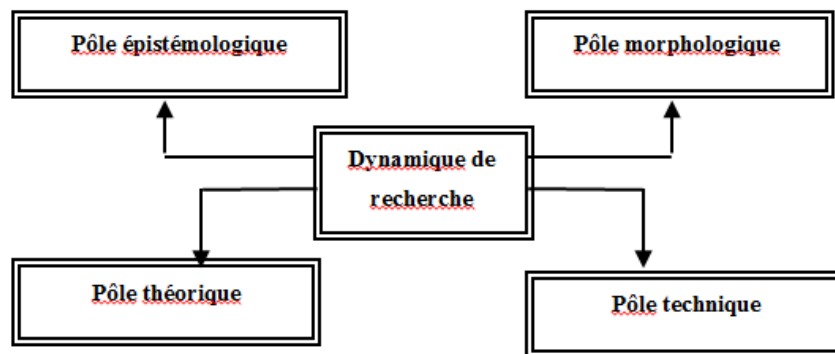 Pôle épistémologique
Pôle morphologique
Dynamique de
recherche
Pôle théorique
Pôle technique